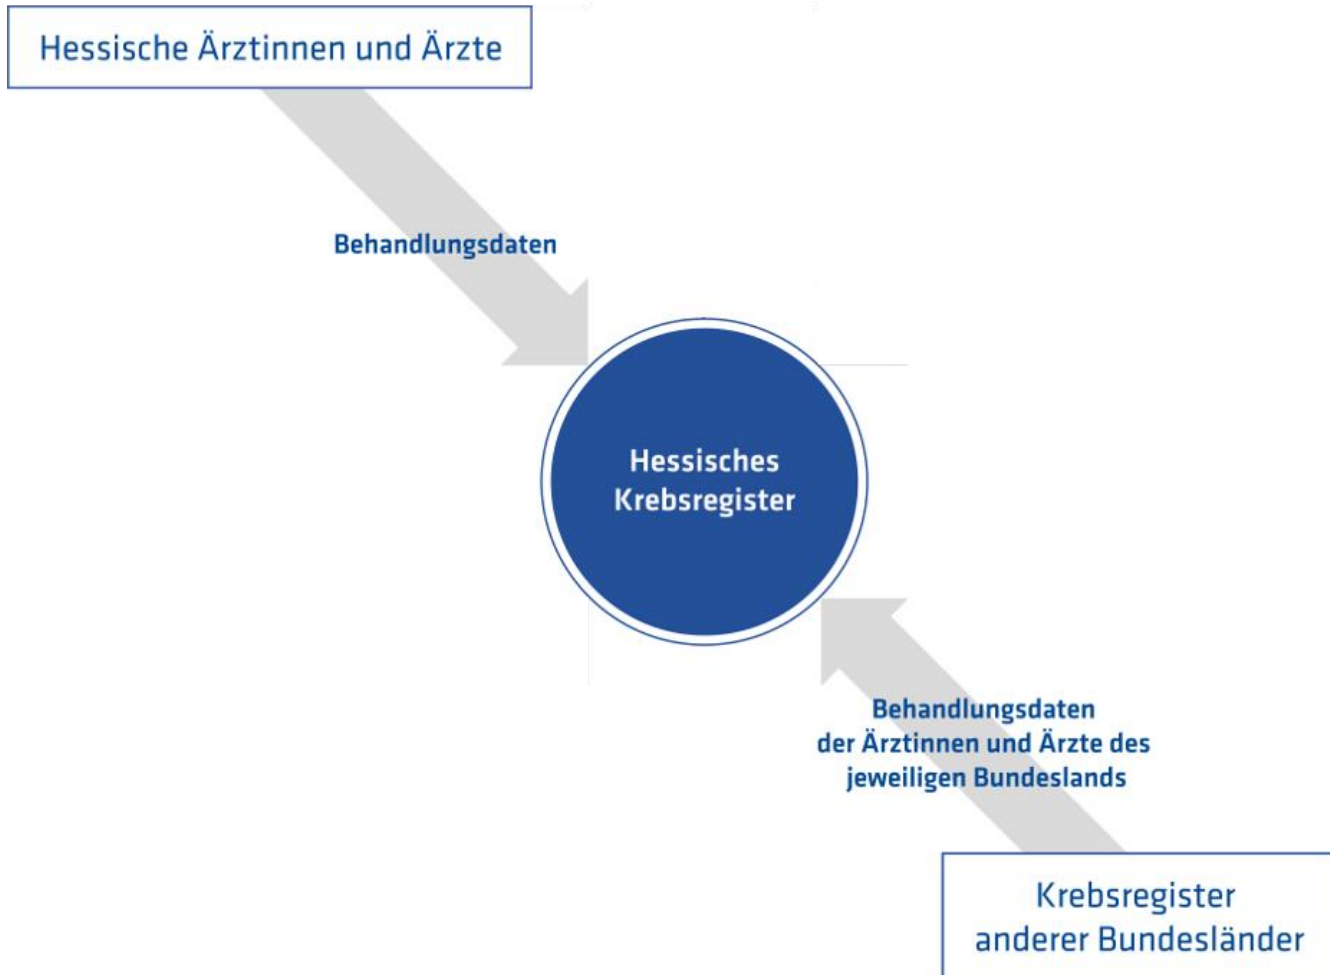 Hessische Ärztinnen und Ärzte
Behandlungsdaten
Hessisches
Krebsregister
Behandlungsdaten
der Ärztinnen und Ärzte des
jeweiligen Bundeslands
Krebsregister
anderer Bundesländer